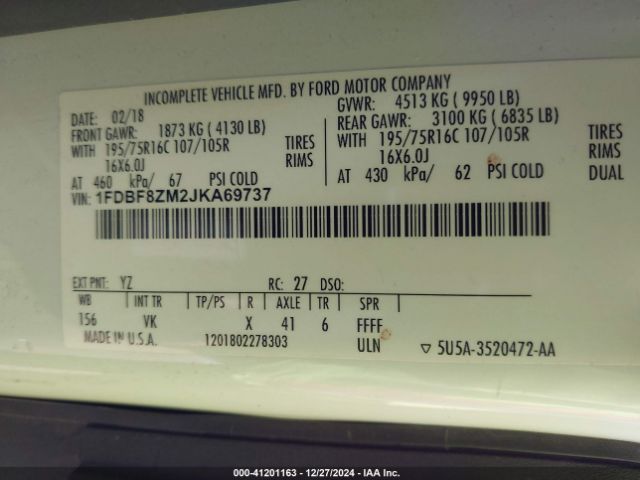 INCOMPLETE VEHICLE MFD. BY FORD MOTOR COMPANY
DATE: 02/18 GVWR: 4513 KG ( 9950 LB)
FRONT GAWR: 1873 KG ( 4130 LB) REAR GAWR: 3100 KG ( 6835 LB)
WITH 195/75R16C 107/105R TIRES WITH 195/75R16C 107/105R TIRES
16X6.0J RIMS 16X6.0J RIMS
AT 460 kPa/ 67 PSI COLD AT 430 kPa/ 62 PSI COLD DUAL
VIN: 1FDBF8ZM2JKA69737
EXT PNT: YZ RC: 27 DSO:
WB INT TR TP/PS R AXLE TR SPR
156 VK X 41 6 FFFF
MADE IN U.S.A. 1201802278303 ULN ▽ 5U5A-3520472-AA
000-41201163 - 12/27/2024 - IAA Inc.